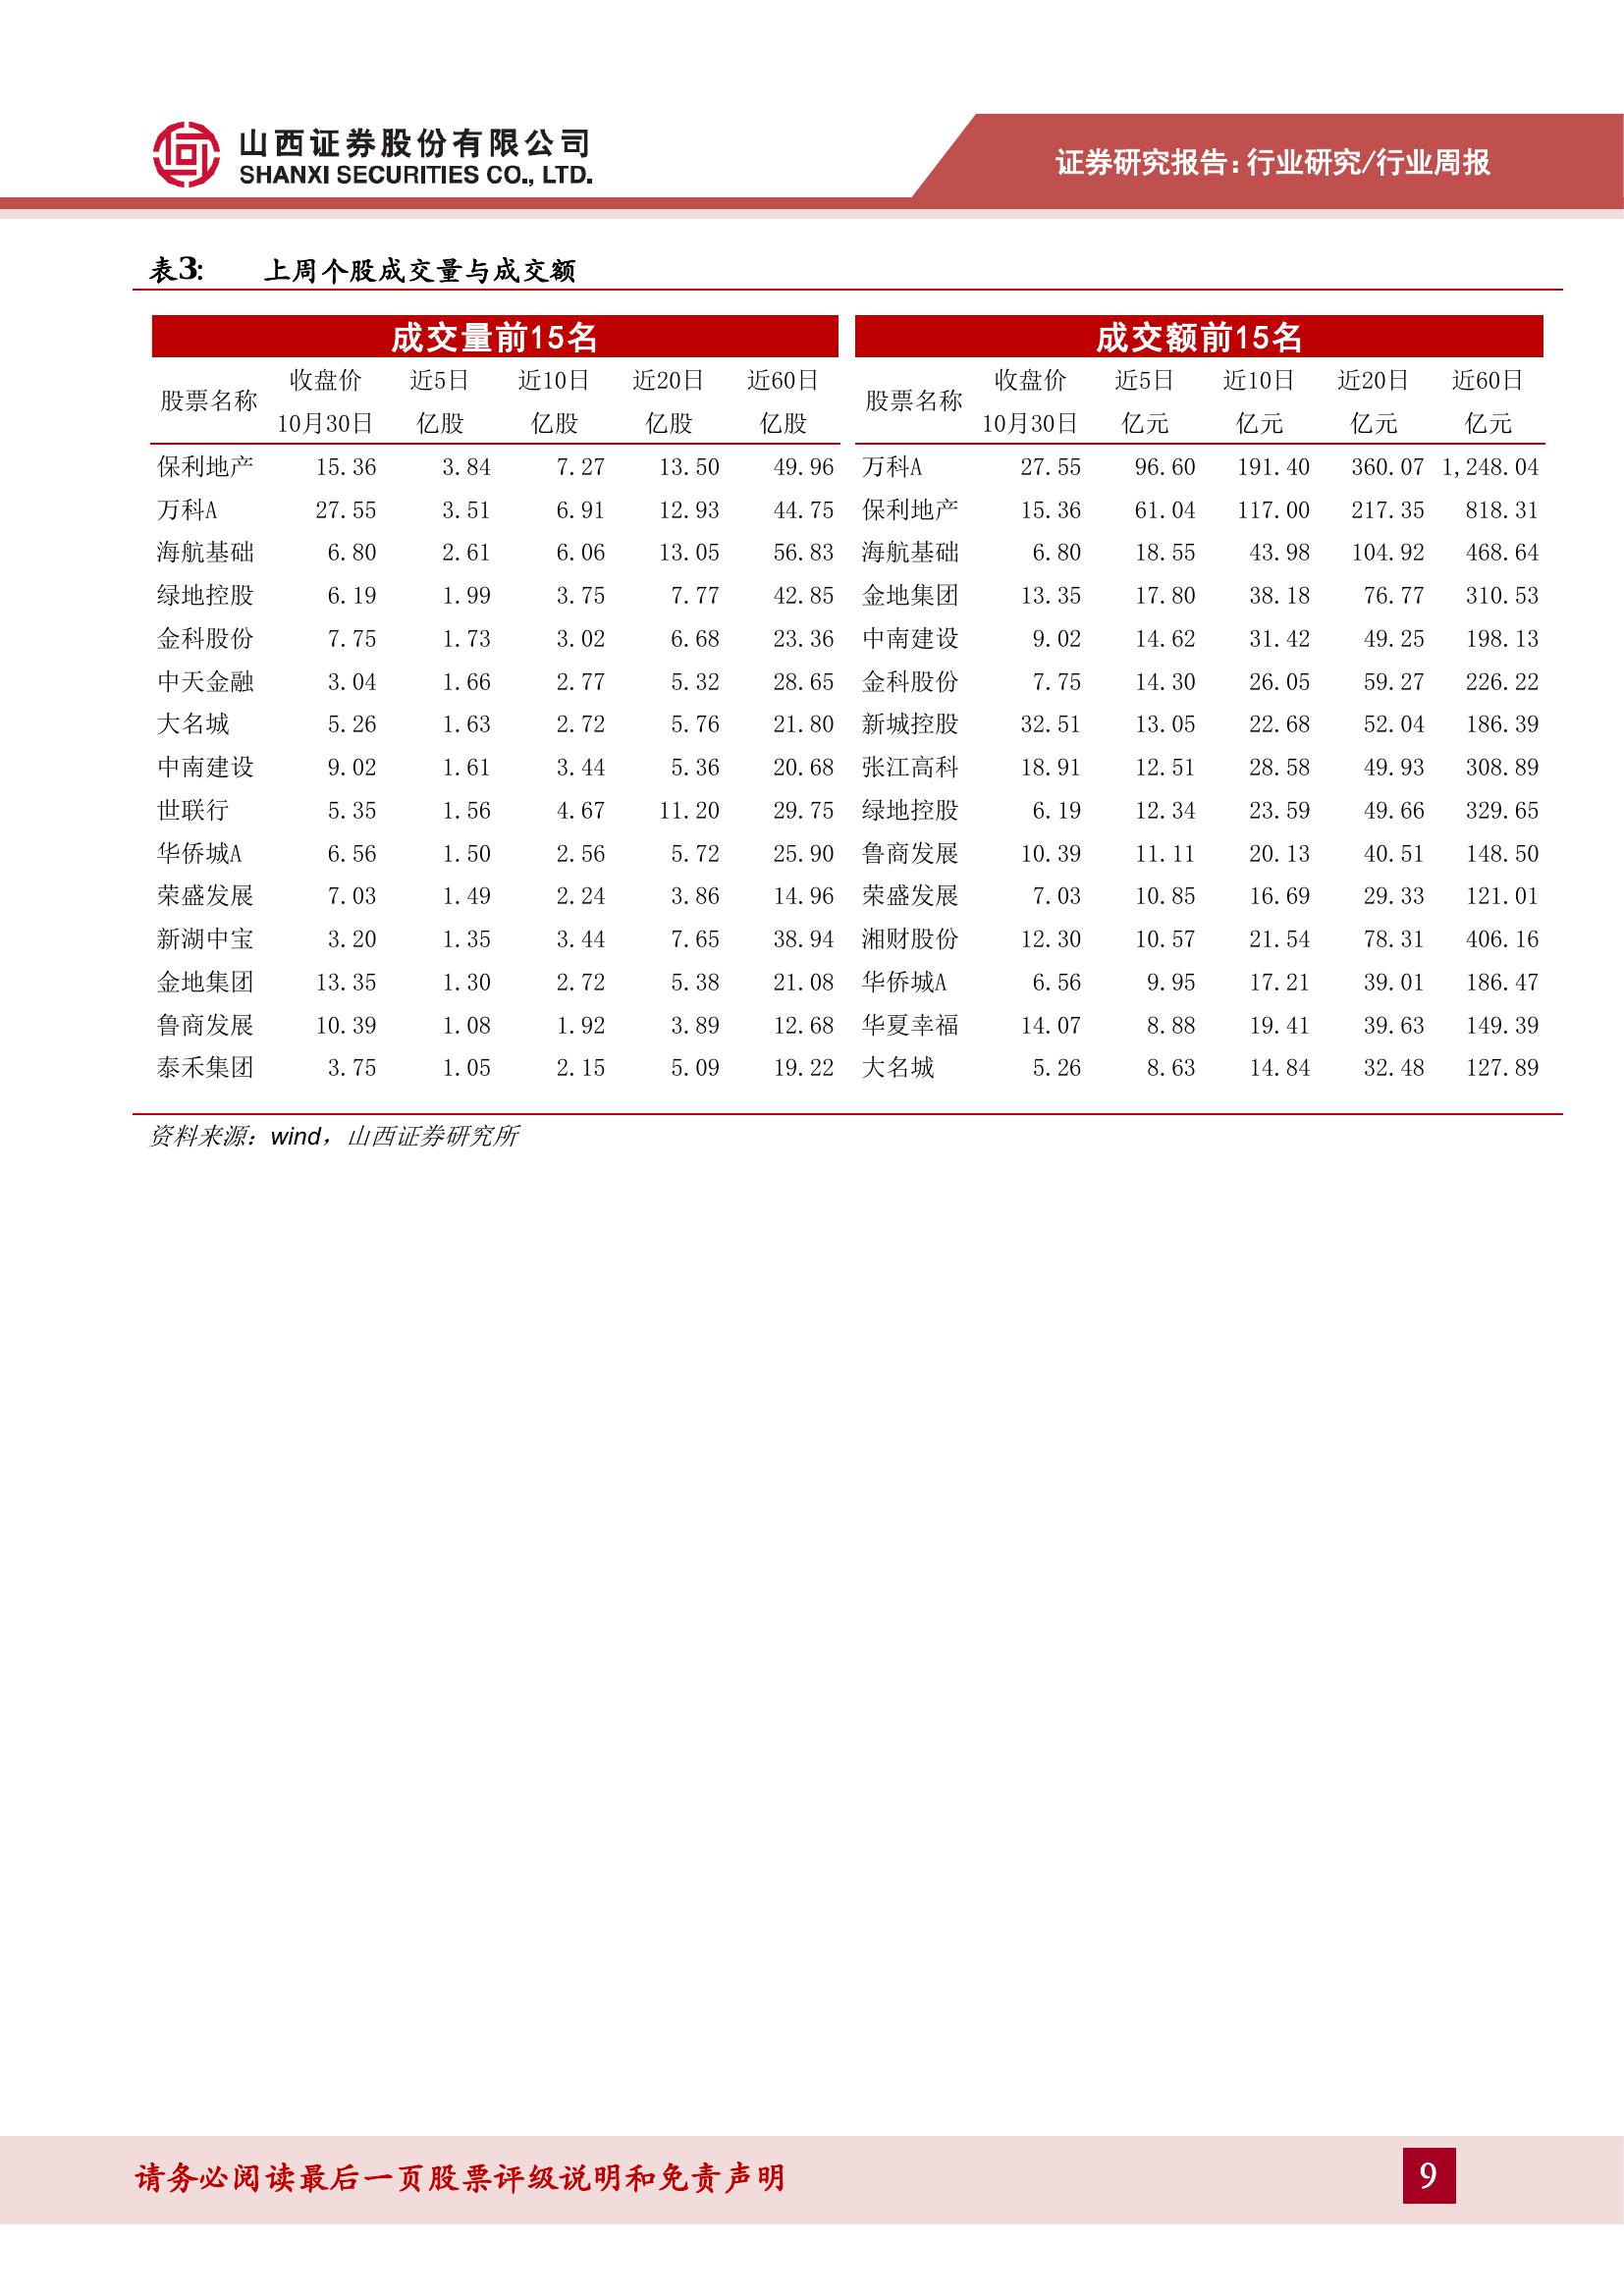 山西证券股份有限公司
SHANXI SECURITIES CO., LTD.
证券研究报告:行业研究/行业周报
表3: 上周个股成交量与成交额
成交量前15名 成交额前15名
股票名称 收盘价 近5日 近10日 近20日 近60日 股票名称 收盘价 近5日 近10日 近20日 近60日
10月30日 亿股 亿股 亿股 亿股 10月30日 亿元 亿元 亿元 亿元
保利地产 15.36 3.84 7.27 13.50 49.96 万科A 27.55 96.60 191.40 360.07 1,248.04
万科A 27.55 3.51 6.91 12.93 44.75 保利地产 15.36 61.04 117.00 217.35 818.31
海航基础 6.80 2.61 6.06 13.05 56.83 海航基础 6.80 18.55 43.98 104.92 468.64
绿地控股 6.19 1.99 3.75 7.77 42.85 金地集团 13.35 17.80 38.18 76.77 310.53
金科股份 7.75 1.73 3.02 6.68 23.36 中南建设 9.02 14.62 31.42 49.25 198.13
中天金融 3.04 1.66 2.77 5.32 28.65 金科股份 7.75 14.30 26.05 59.27 226.22
大名城 5.26 1.63 2.72 5.76 21.80 新城控股 32.51 13.05 22.68 52.04 186.39
中南建设 9.02 1.61 3.44 5.36 20.68 张江高科 18.91 12.51 28.58 49.93 308.89
世联行 5.35 1.56 4.67 11.20 29.75 绿地控股 6.19 12.34 23.59 49.66 329.65
华侨城A 6.56 1.50 2.56 5.72 25.90 鲁商发展 10.39 11.11 20.13 40.51 148.50
荣盛发展 7.03 1.49 2.24 3.86 14.96 荣盛发展 7.03 10.85 16.69 29.33 121.01
新湖中宝 3.20 1.35 3.44 7.65 38.94 湘财股份 12.30 10.57 21.54 78.31 406.16
金地集团 13.35 1.30 2.72 5.38 21.08 华侨城A 6.56 9.95 17.21 39.01 186.47
鲁商发展 10.39 1.08 1.92 3.89 12.68 华夏幸福 14.07 8.88 19.41 39.63 149.39
泰禾集团 3.75 1.05 2.15 5.09 19.22 大名城 5.26 8.63 14.84 32.48 127.89
资料来源：wind，山西证券研究所
请务必阅读最后一页股票评级说明和免责声明
9